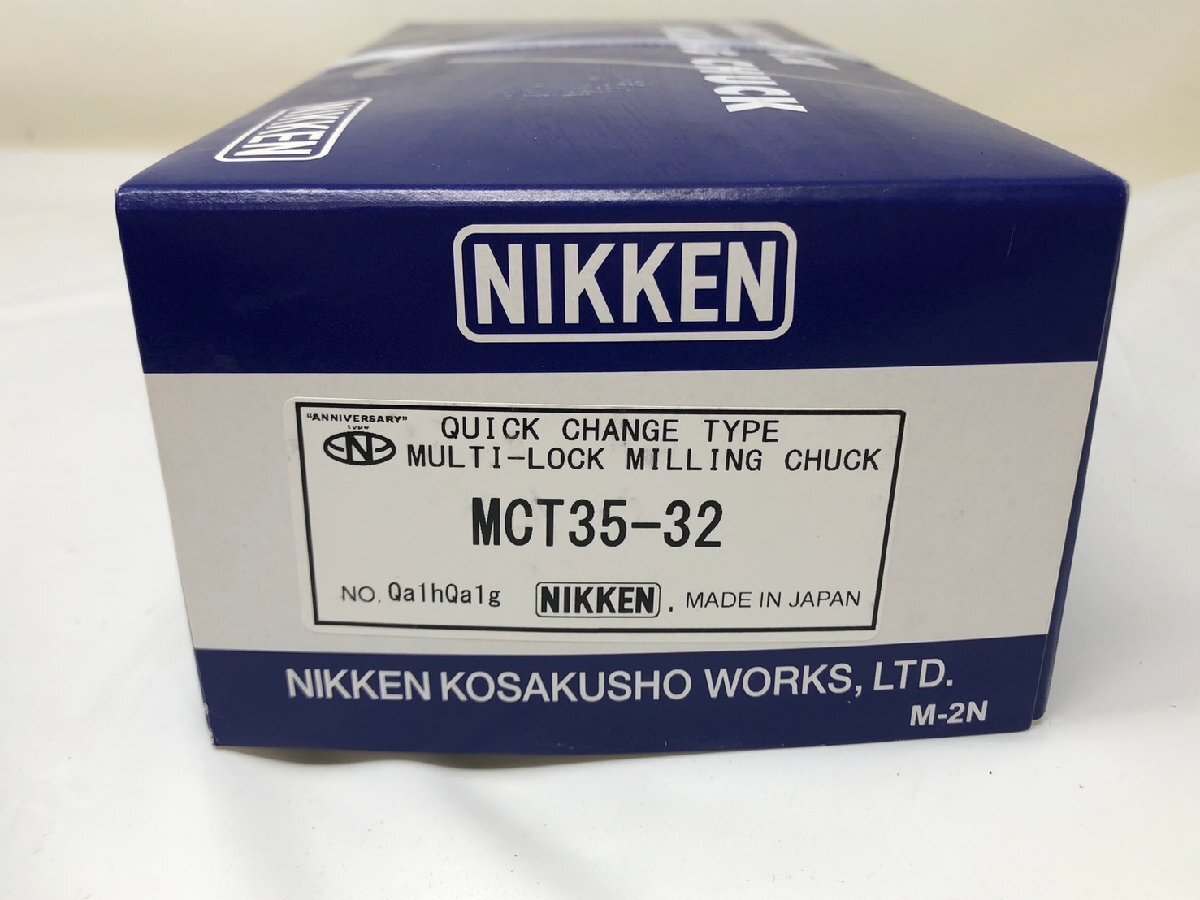 CHUCK
NIKKEN
NIKKEN
"ANNIVERSARY"
TYPE
N
QUICK CHANGE TYPE
MULTI-LOCK MILLING CHUCK
MCT35-32
NO. Qa1hQa1g NIKKEN. MADE IN JAPAN
NIKKEN KOSAKUSHO WORKS, LTD.
M-2N